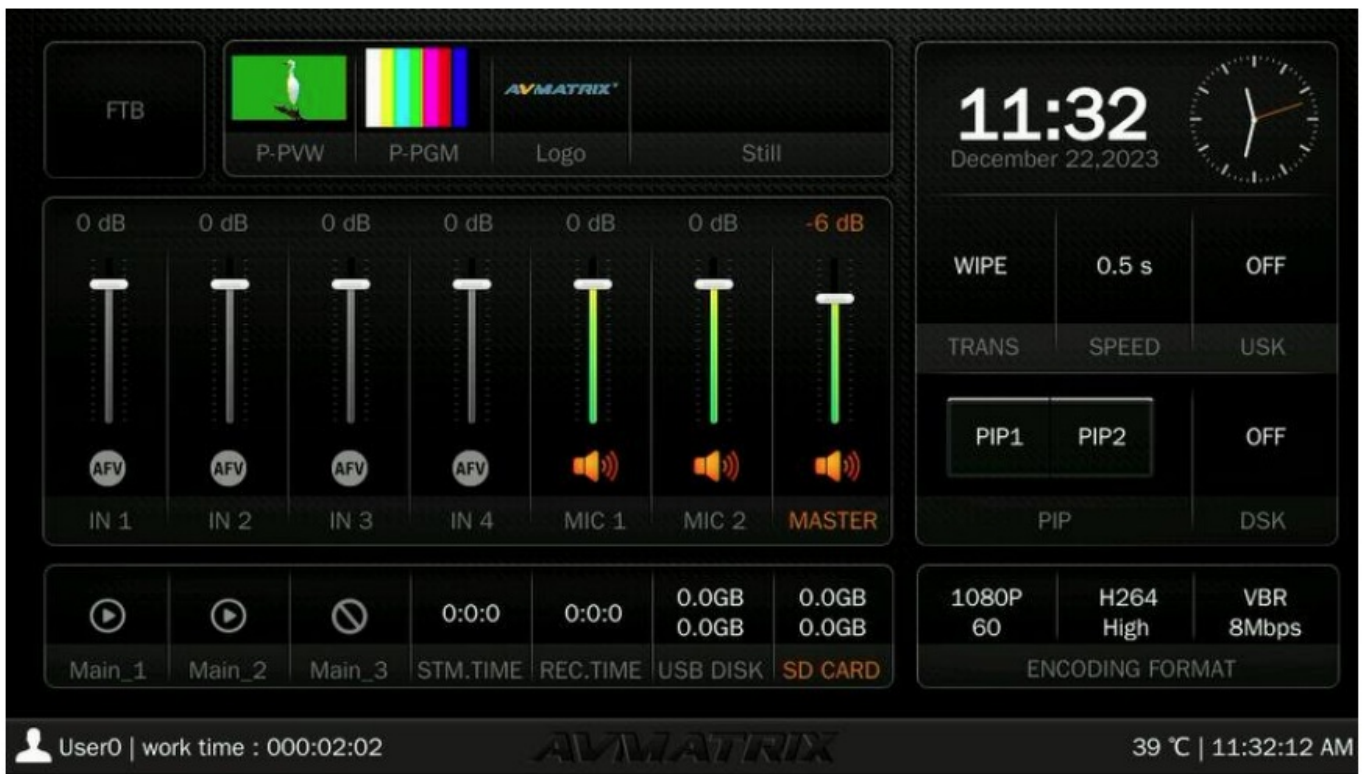 FTB
P-PVW
P-PGM
AVMATRIX
Logo
Still
11:32
December 22,2023
0 dB 0 dB 0 dB 0 dB 0 dB 0 dB -6 dB
AFV AFV AFV AFV
IN 1 IN 2 IN 3 IN 4 MIC 1 MIC 2 MASTER
WIPE 0.5 s OFF
TRANS SPEED USK
PIP1 PIP2 OFF
PIP DSK
0:0:0 0:0:0 0.0GB 0.0GB
0.0GB 0.0GB
Main_1 Main_2 Main_3 STM.TIME REC.TIME USB DISK SD CARD
1080P H264 VBR
60 High 8Mbps
ENCODING FORMAT
User0 | work time : 000:02:02
AVMATRIX
39 ℃ | 11:32:12 AM